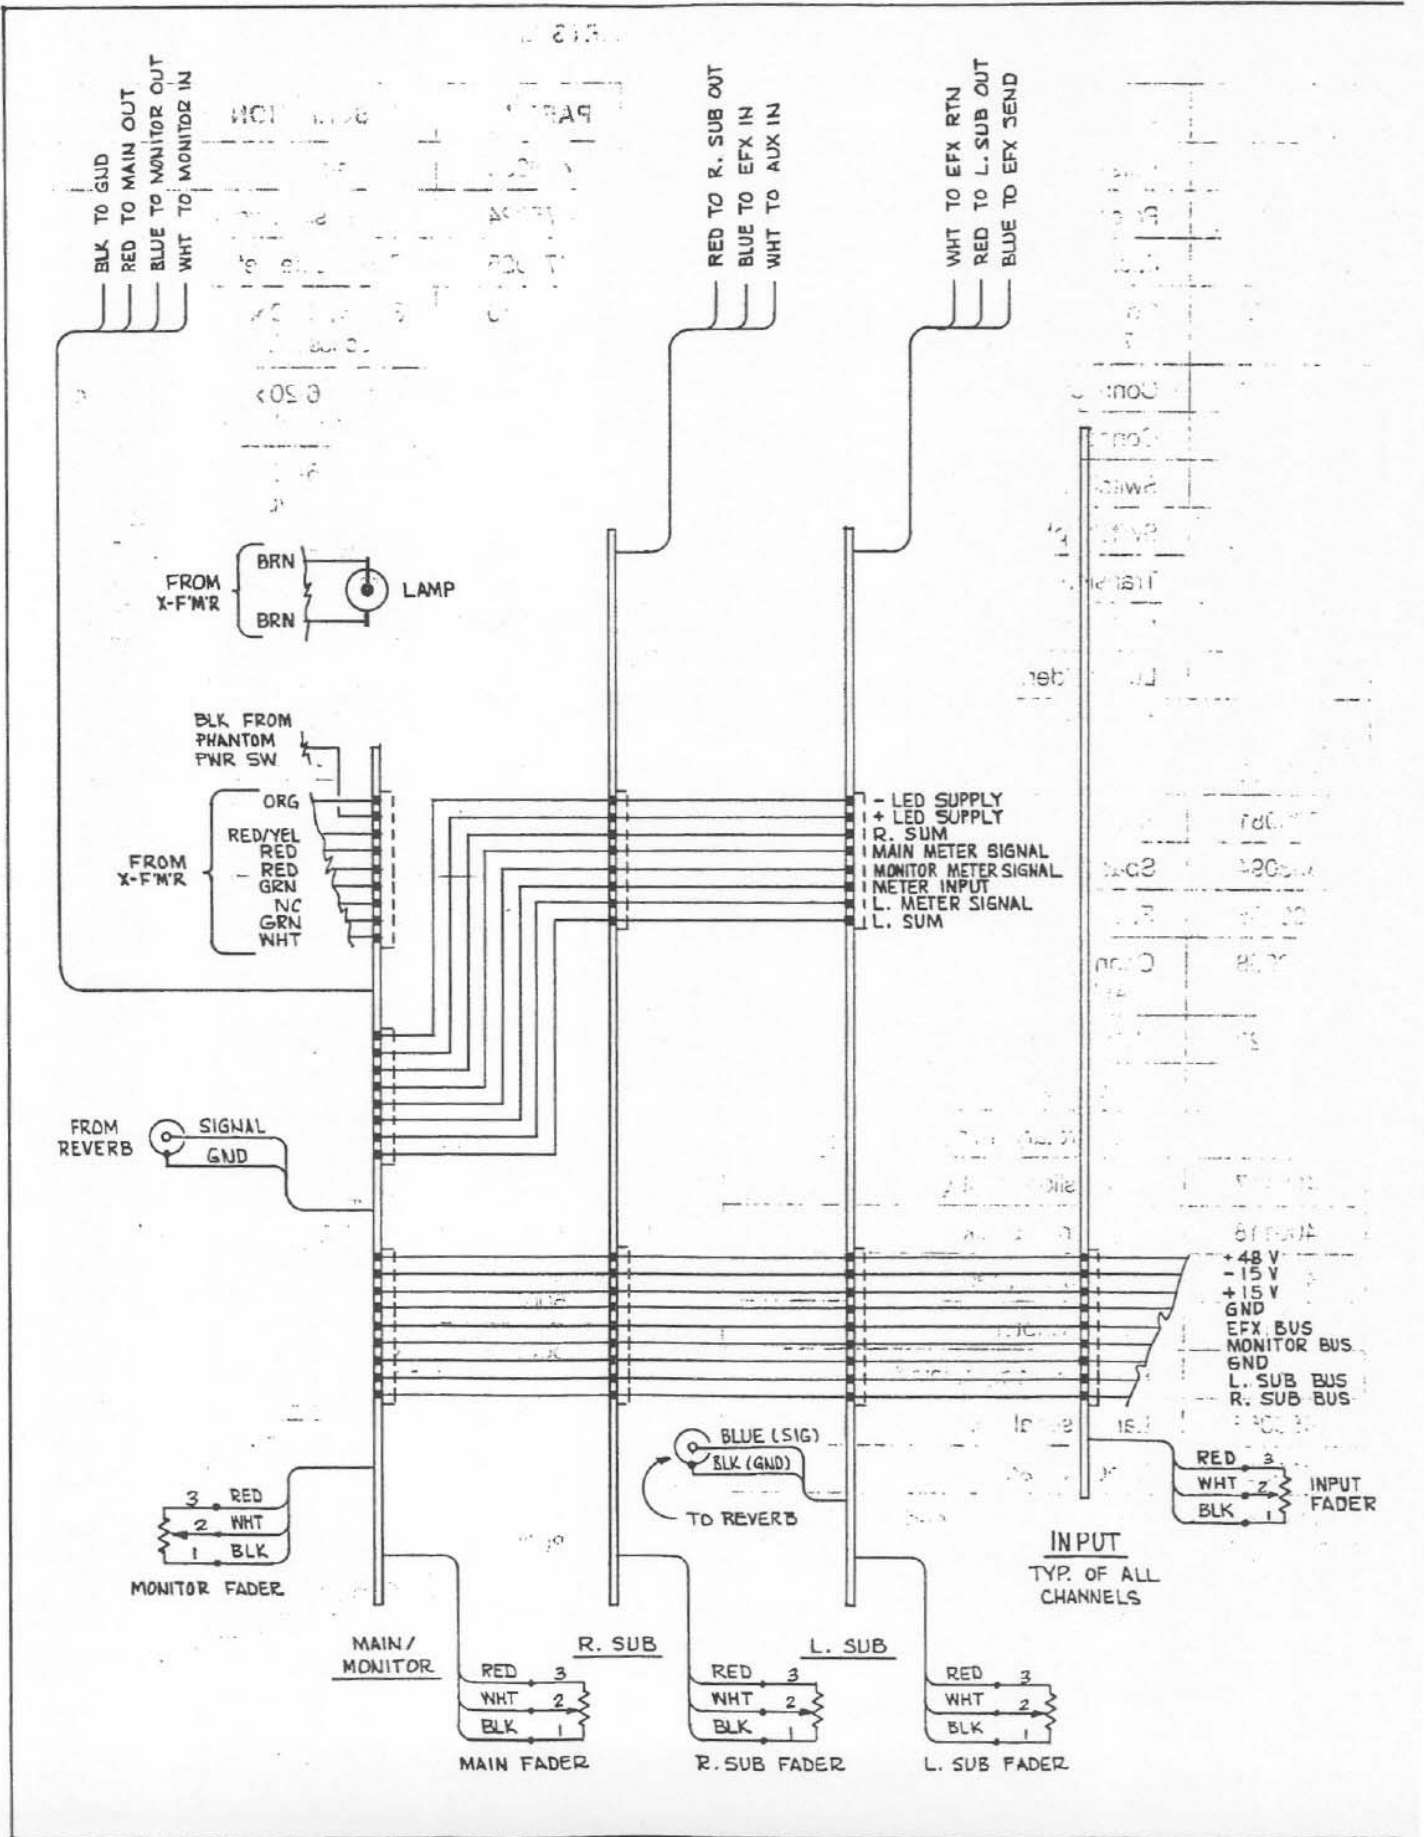 BLK TO GND
RED TO MAIN OUT
BLUE TO MONITOR OUT
WHT TO MONITOR IN
RED TO R. SUB OUT
BLUE TO EFX IN
WHT TO AUX IN
WHT TO EFX RTN
RED TO L. SUB OUT
BLUE TO EFX SEND
FROM
X-F'M'R
BRN
BRN
LAMP
BLK FROM
PHANTOM
PWR SW
FROM
X-F'M'R
ORG
RED/YEL
RED
RED
GRN
NC
GRN
WHT
- LED SUPPLY
+ LED SUPPLY
R. SUM
MAIN METER SIGNAL
MONITOR METER SIGNAL
METER INPUT
L. METER SIGNAL
L. SUM
FROM
REVERB
SIGNAL
GND
+48 V
-15 V
+15 V
GND
EFX BUS
MONITOR BUS
GND
L. SUB BUS
R. SUB BUS
BLUE (SIG)
BLK (GND)
TO REVERB
RED 3
WHT 2
BLK 1
INPUT
FADER
3 RED
2 WHT
1 BLK
MONITOR FADER
INPUT
TYP. OF ALL
CHANNELS
MAIN/
MONITOR
R. SUB
L. SUB
RED 3
WHT 2
BLK 1
MAIN FADER
RED 3
WHT 2
BLK 1
R. SUB FADER
RED 3
WHT 2
BLK 1
L. SUB FADER